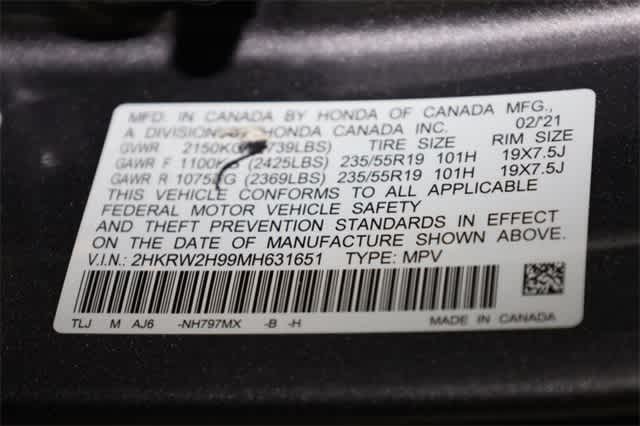 MFD. IN CANADA BY HONDA OF CANADA MFG.,
A DIVISION HONDA CANADA INC. 02/'21
GVWR 2150KG 739LBS) TIRE SIZE RIM SIZE
GAWR F 1100K (2425LBS) 235/55R19 101H 19X7.5J
GAWR R 1075KG (2369LBS) 235/55R19 101H 19X7.5J
THIS VEHICLE CONFORMS TO ALL APPLICABLE
FEDERAL MOTOR VEHICLE SAFETY
AND THEFT PREVENTION STANDARDS IN EFFECT
ON THE DATE OF MANUFACTURE SHOWN ABOVE.
V.I.N.: 2HKRW2H99MH631651 TYPE: MPV
TLJ M AJ6 -NH797MX -B -H MADE IN CANADA